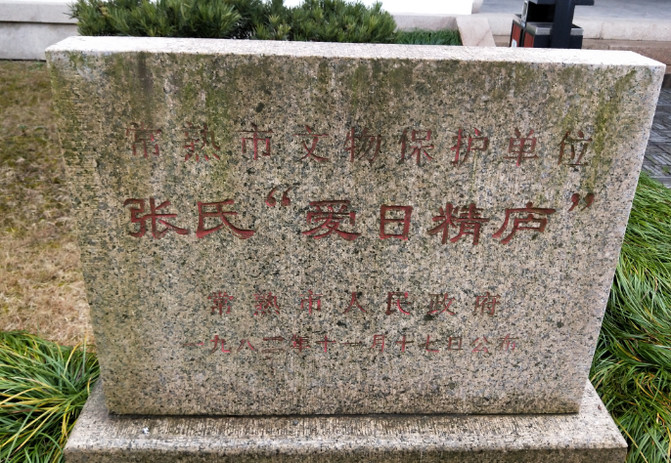 常熟市文物保护单位
张氏“爱日精庐”
常熟市人民政府
一九八二年十一月十七日公布